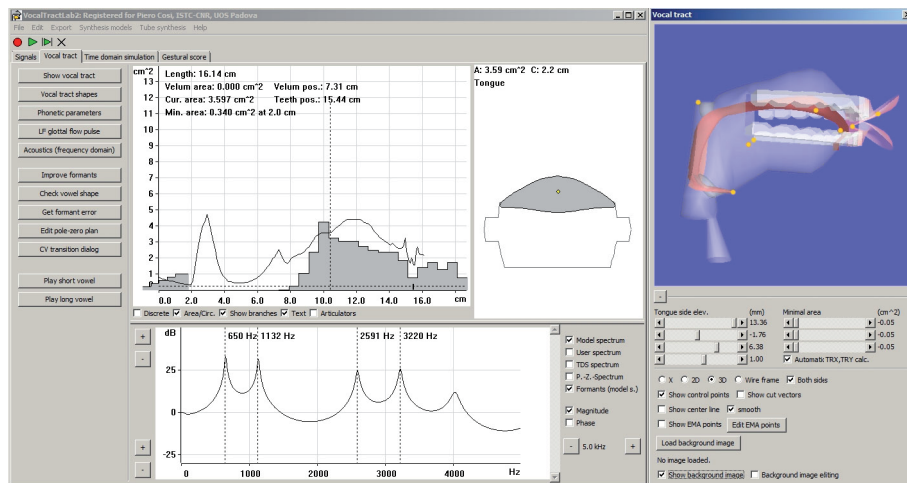 VocalTractLab2: Registered for Piero Cosi, ISTC-CNR, UOS Padova
File Edit Export Synthesis models Tube synthesis Help
Signals Vocal tract Time domain simulation Gestural score
Show vocal tract
Vocal tract shapes
Phonetic parameters
LF glottal flow pulse
Acoustics (frequency domain)
Improve formants
Check vowel shape
Get formant error
Edit pole-zero plan
CV transition dialog
Play short vowel
Play long vowel
cm^2
Length: 16.14 cm
Velum area: 0.000 cm^2 Velum pos.: 7.31 cm
Cur. area: 3.597 cm^2 Teeth pos.: 15.44 cm
Min. area: 0.340 cm^2 at 2.0 cm
13
12
11
10
9
8
7
6
5
4
3
2
1
0.0 2.0 4.0 6.0 8.0 10.0 12.0 14.0 16.0 cm
Discrete Area/Circ. Show branches Text Articulators
A: 3.59 cm^2 C: 2.2 cm
Tongue
+
-
+
-
dB
650 Hz 1132 Hz 2591 Hz 3220 Hz
25
0
-25
0 1000 2000 3000 4000 Hz
Model spectrum
User spectrum
TDS spectrum
P.-Z.-Spectrum
Formants (model s.)
Magnitude
Phase
- 5.0 kHz +
Vocal tract
-
Tongue side elev. (mm) Minimal area (cm^2)
13.36 -0.05
-1.76 -0.05
6.38 -0.05
1.00 Automatic TRX,TRY calc.
X 2D 3D Wire frame Both sides
Show control points Show cut vectors
Show center line smooth
Show EMA points Edit EMA points
Load background image
No image loaded.
Show background image Background image editing